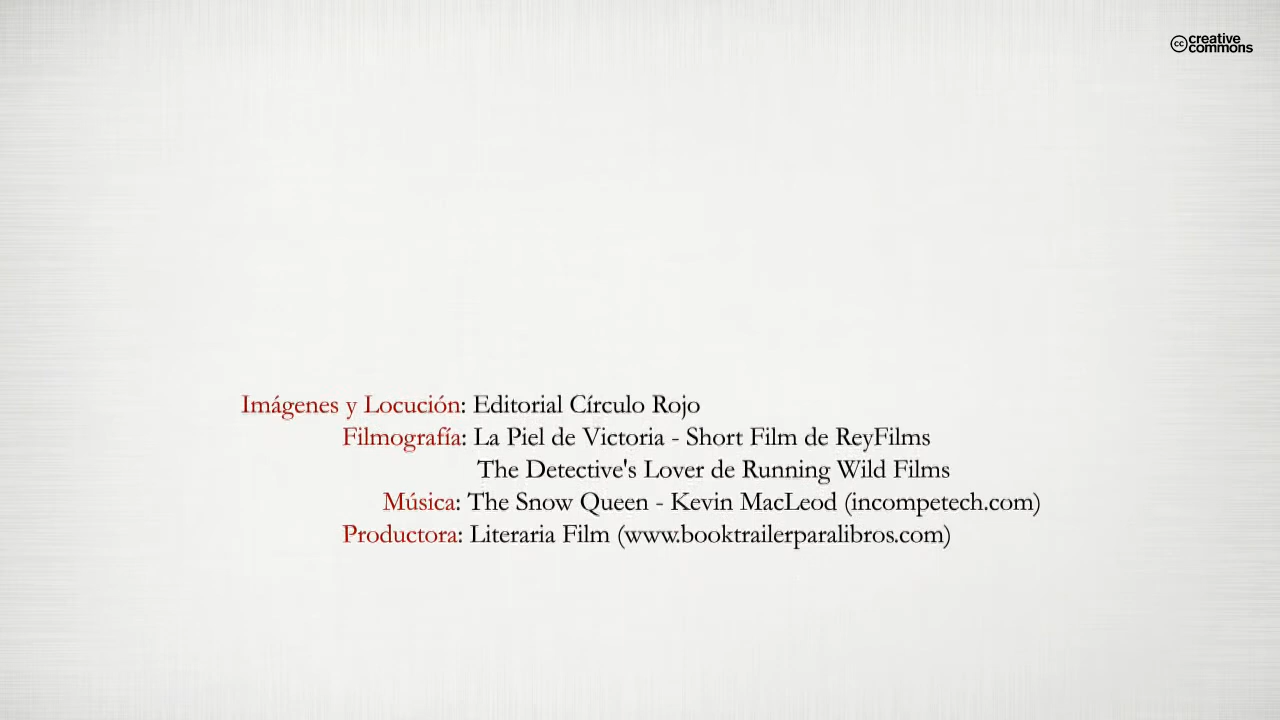 creative
commons
Imágenes y Locución: Editorial Círculo Rojo
Filmografía: La Piel de Victoria - Short Film de ReyFilms
The Detective's Lover de Running Wild Films
Música: The Snow Queen - Kevin MacLeod (incompetech.com)
Productora: Literaria Film (www.booktrailerparalibros.com)